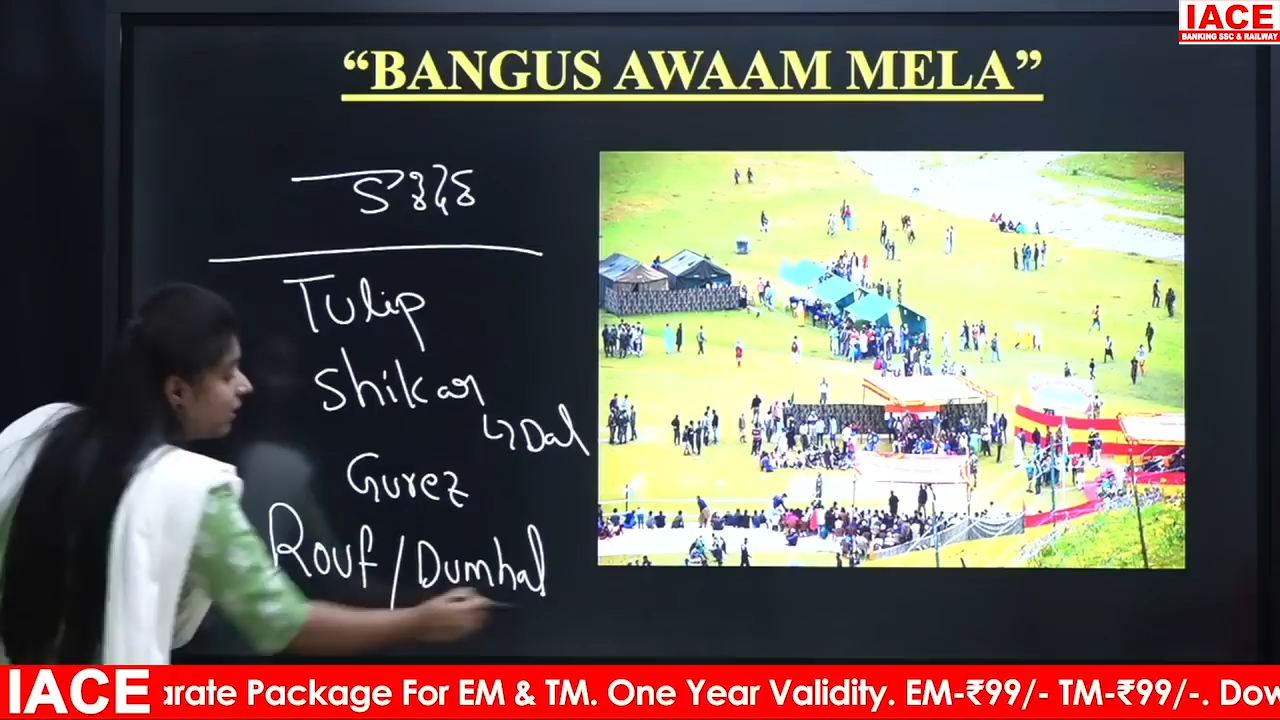 IACE
BANKING SSC & RAILWAY
“BANGUS AWAAM MELA”
Tulip
Shikar
↳ Dal
Gurez
Rouf / Dumhal
IACE
arate Package For EM & TM. One Year Validity. EM-₹99/- TM-₹99/-. Dow